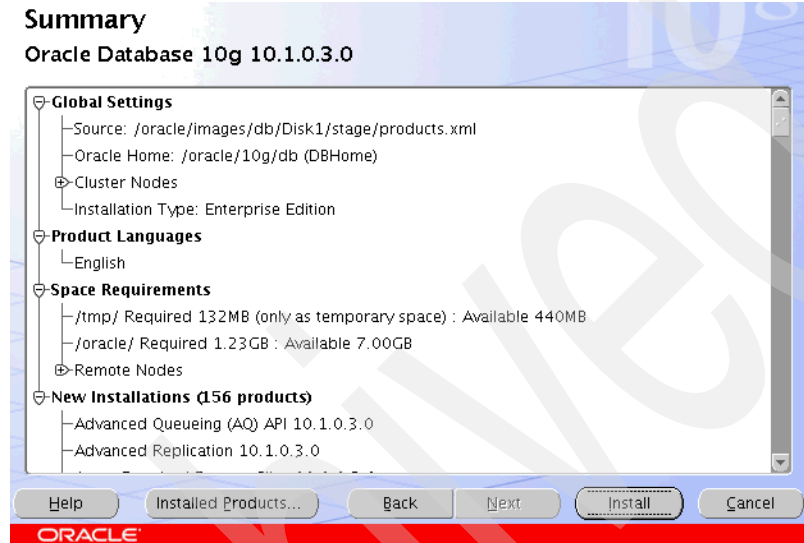 Summary
Oracle Database 10g 10.1.0.3.0
Global Settings
Source: /oracle/images/db/Disk1/stage/products.xml
Oracle Home: /oracle/10g/db (DBHome)
Cluster Nodes
Installation Type: Enterprise Edition
Product Languages
English
Space Requirements
/tmp/ Required 132MB (only as temporary space) : Available 440MB
/oracle/ Required 1.23GB : Available 7.00GB
Remote Nodes
New Installations (156 products)
Advanced Queueing (AQ) API 10.1.0.3.0
Advanced Replication 10.1.0.3.0
Help Installed Products... Back Next Install Cancel
ORACLE